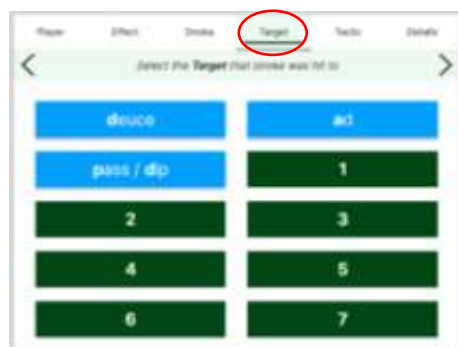 Player Effect Stroke Target Tactic Details
< Select the Target that stroke was hit to >
deuce ad
pass / dip 1
2 3
4 5
6 7